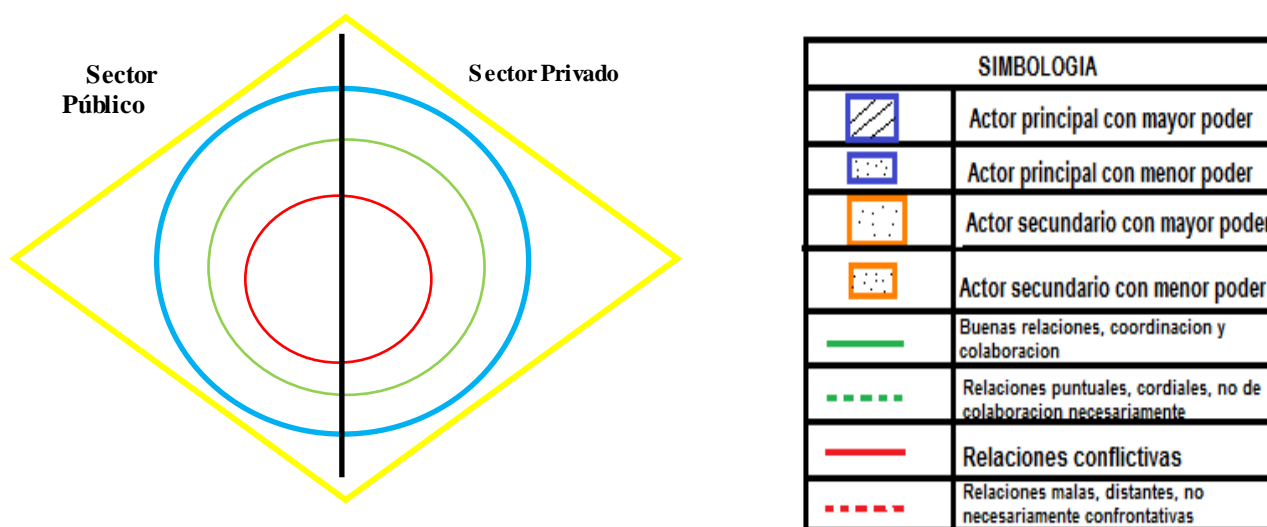 Sector
Público
Sector Privado
SIMBOLOGIA
Actor principal con mayor poder
Actor principal con menor poder
Actor secundario con mayor poder
Actor secundario con menor poder
Buenas relaciones, coordinacion y
colaboracion
Relaciones puntuales, cordiales, no de
colaboracion necesariamente
Relaciones conflictivas
Relaciones malas, distantes, no
necesariamente confrontativas